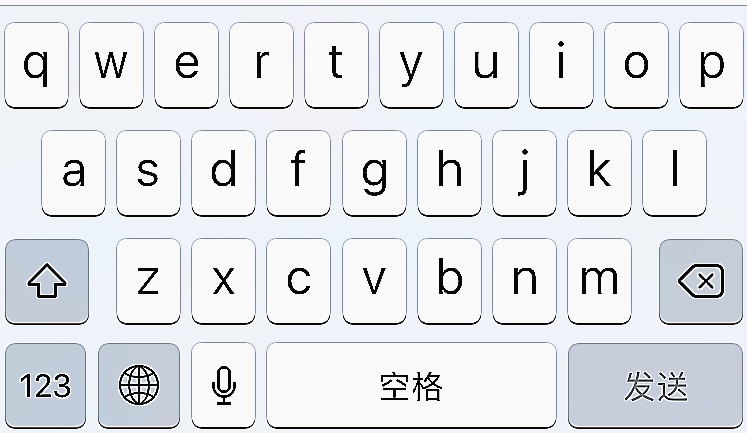 q w e r t y u i o p
a s d f g h j k l
z x c v b n m
123 空格 发送